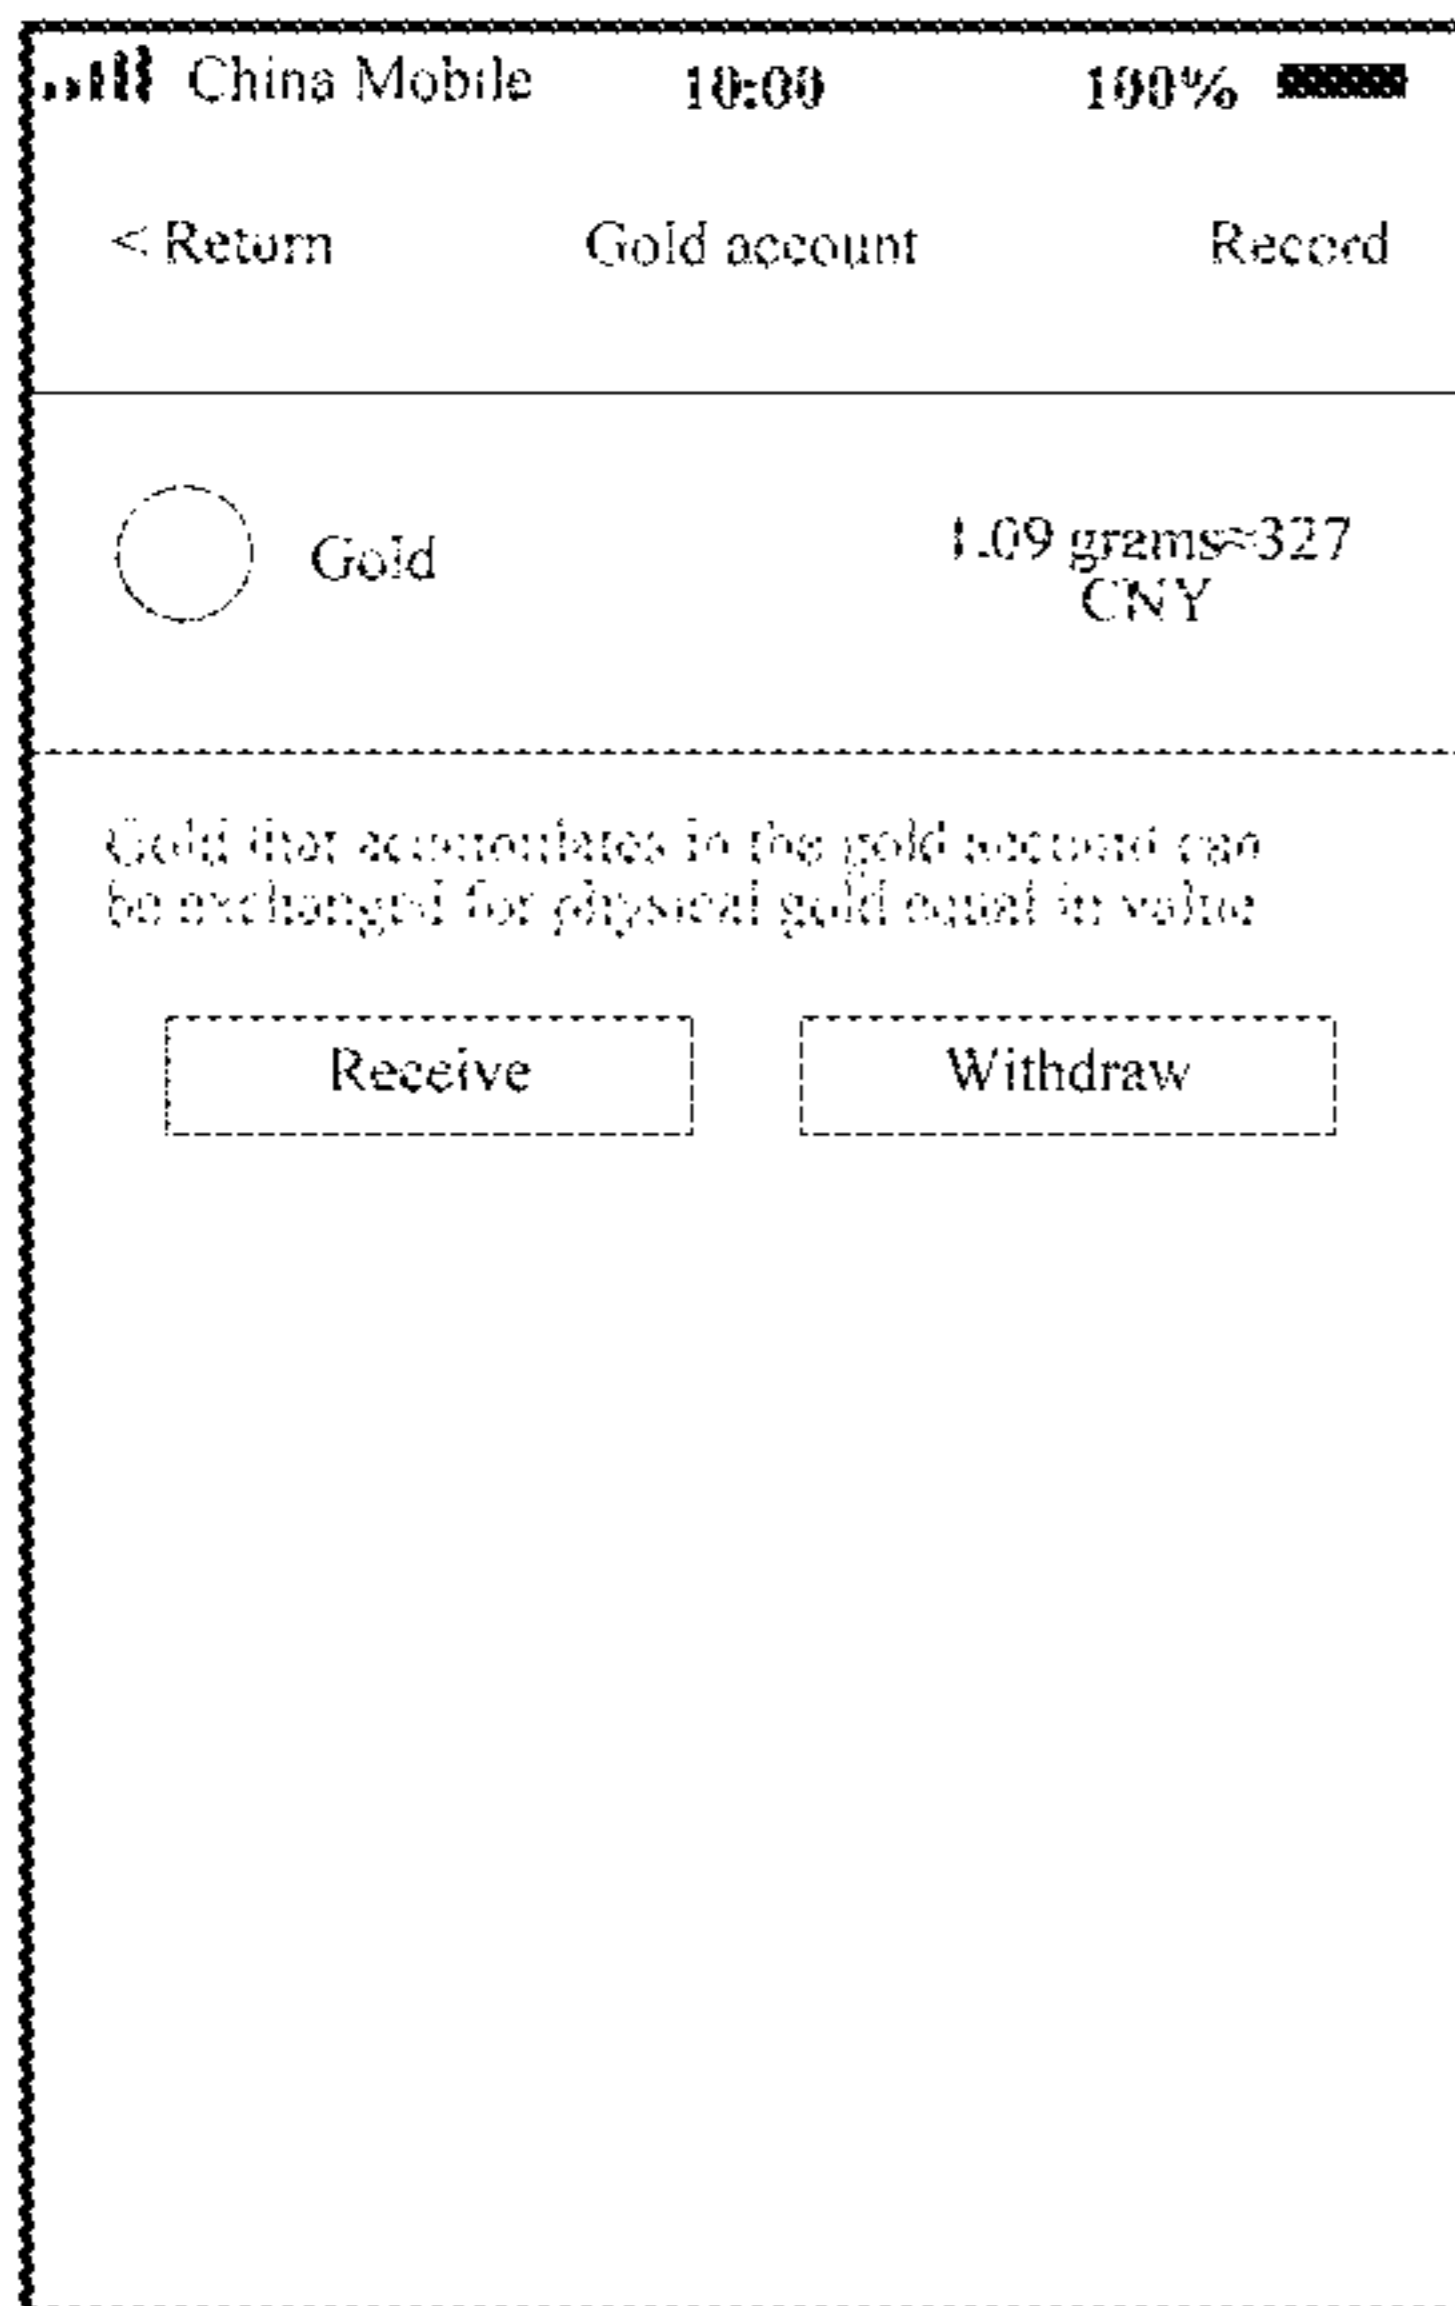 China Mobile 10:00 100%
< Return Gold account Record
Gold
1.09 grams≈327
CNY
Gold that accumulates in the gold account can
be exchanged for physical gold equal in value
Receive Withdraw